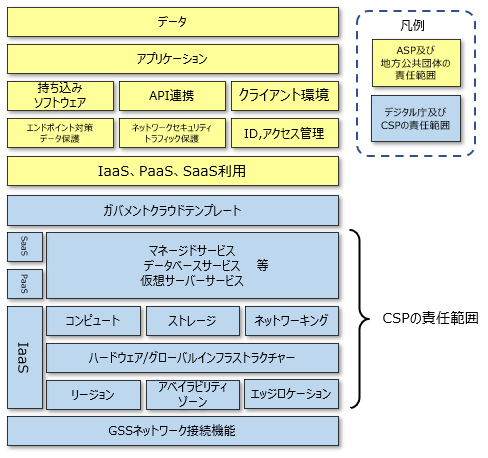 データ
アプリケーション
持ち込み
ソフトウェア
API連携
クライアント環境
エンドポイント対策
データ保護
ネットワークセキュリティ
トラフィック保護
ID,アクセス管理
IaaS、PaaS、SaaS利用
ガバメントクラウドテンプレート
SaaS
PaaS
マネージドサービス
データベースサービス 等
仮想サーバーサービス
IaaS
コンピュート
ストレージ
ネットワーキング
ハードウェア/グローバルインフラストラクチャー
リージョン
アベイラビリティ
ゾーン
エッジロケーション
GSSネットワーク接続機能
凡例
ASP及び
地方公共団体の
責任範囲
デジタル庁及び
CSPの責任範囲
CSPの責任範囲